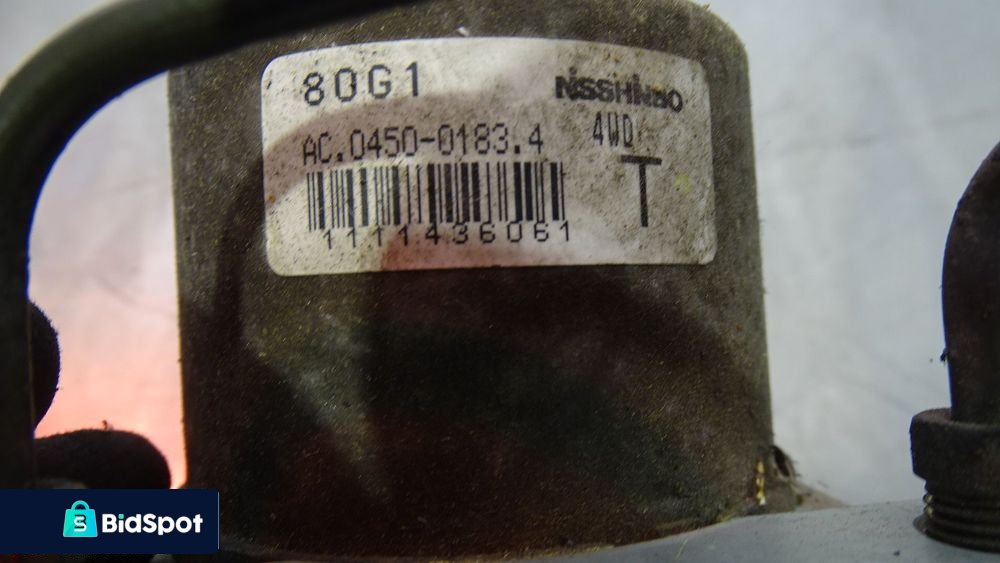 80G1 NISSHINBO
AC.0450-0183.4 4WD
T
1111436061
BidSpot